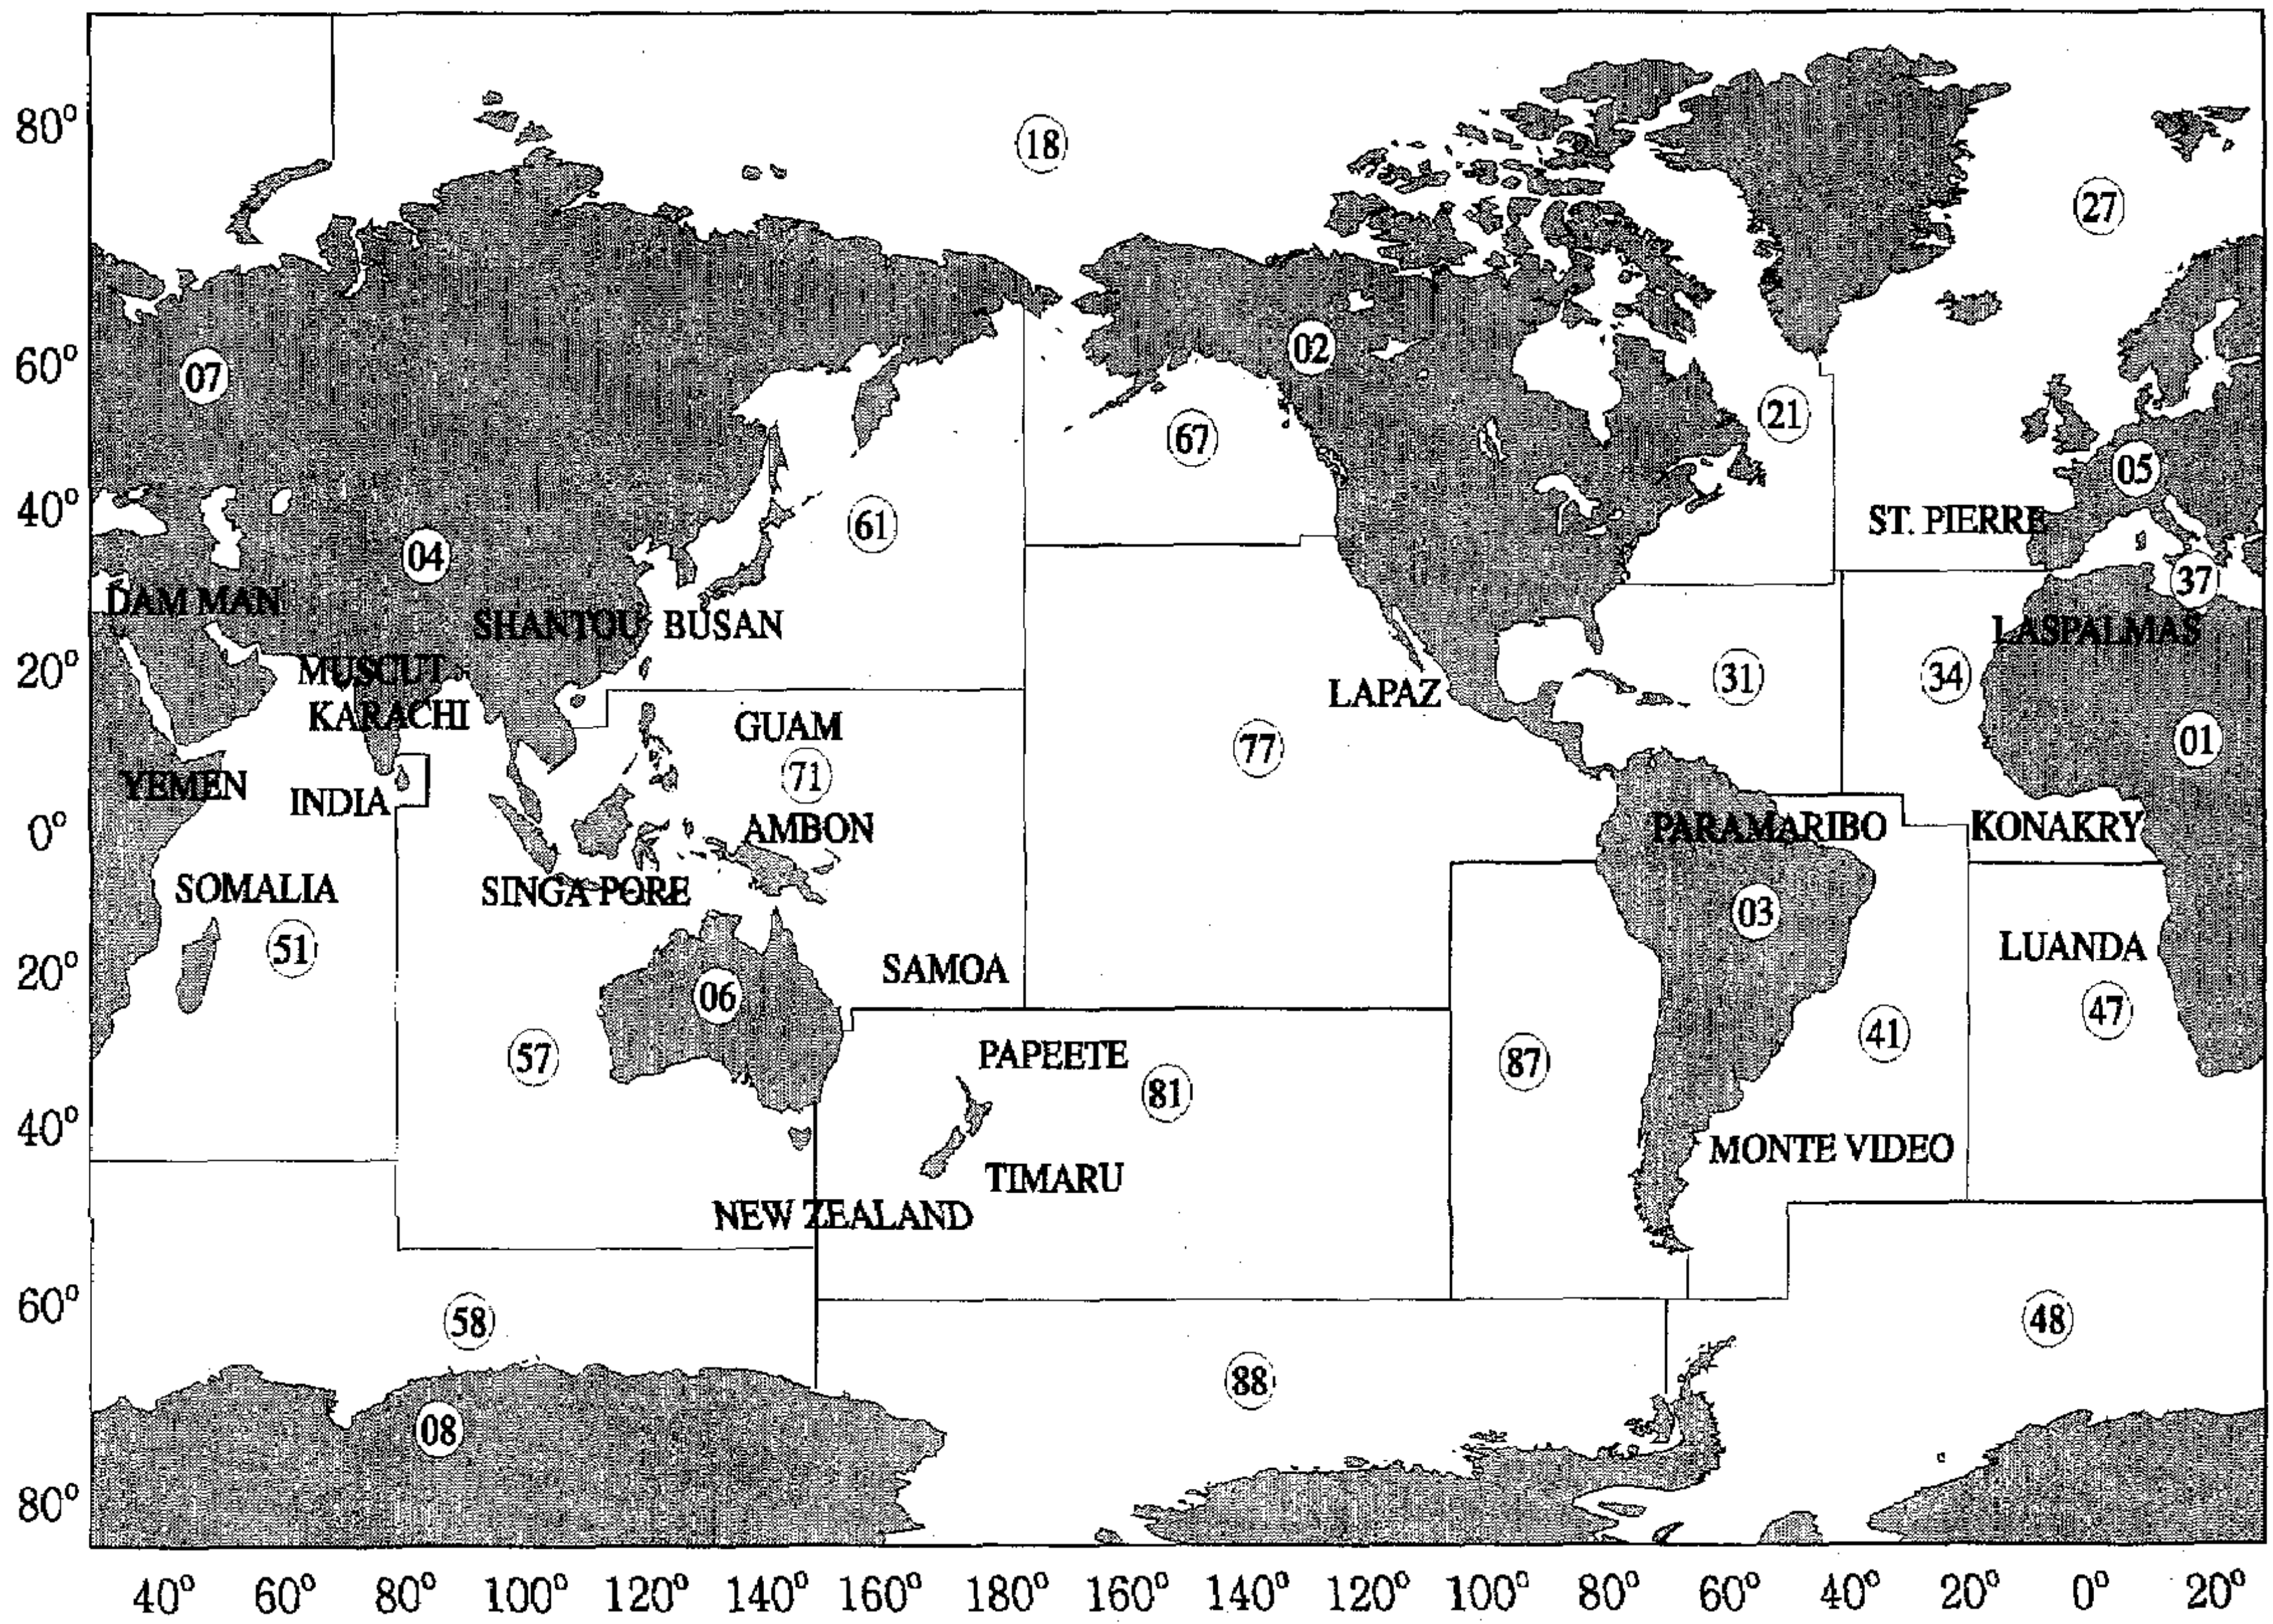 80°
18
27
60°
07
02
21
67
05
40°
ST. PIERRE
61
04
37
DAM MAN
SHANTOU
BUSAN
LASPALMAS
20°
MUSCUT
31
34
LAPAZ
KARACHI
GUAM
77
01
71
YEMEN
INDIA
0°
AMBON
PARAMARIBO
KONAKRY
SOMALIA
SINGA PORE
03
51
LUANDA
20°
SAMOA
06
47
41
57
PAPEETE
87
81
40°
MONTE VIDEO
TIMARU
NEW ZEALAND
60°
58
48
88
08
80°
40° 60° 80° 100° 120° 140° 160° 180° 160° 140° 120° 100° 80° 60° 40° 20° 0° 20°